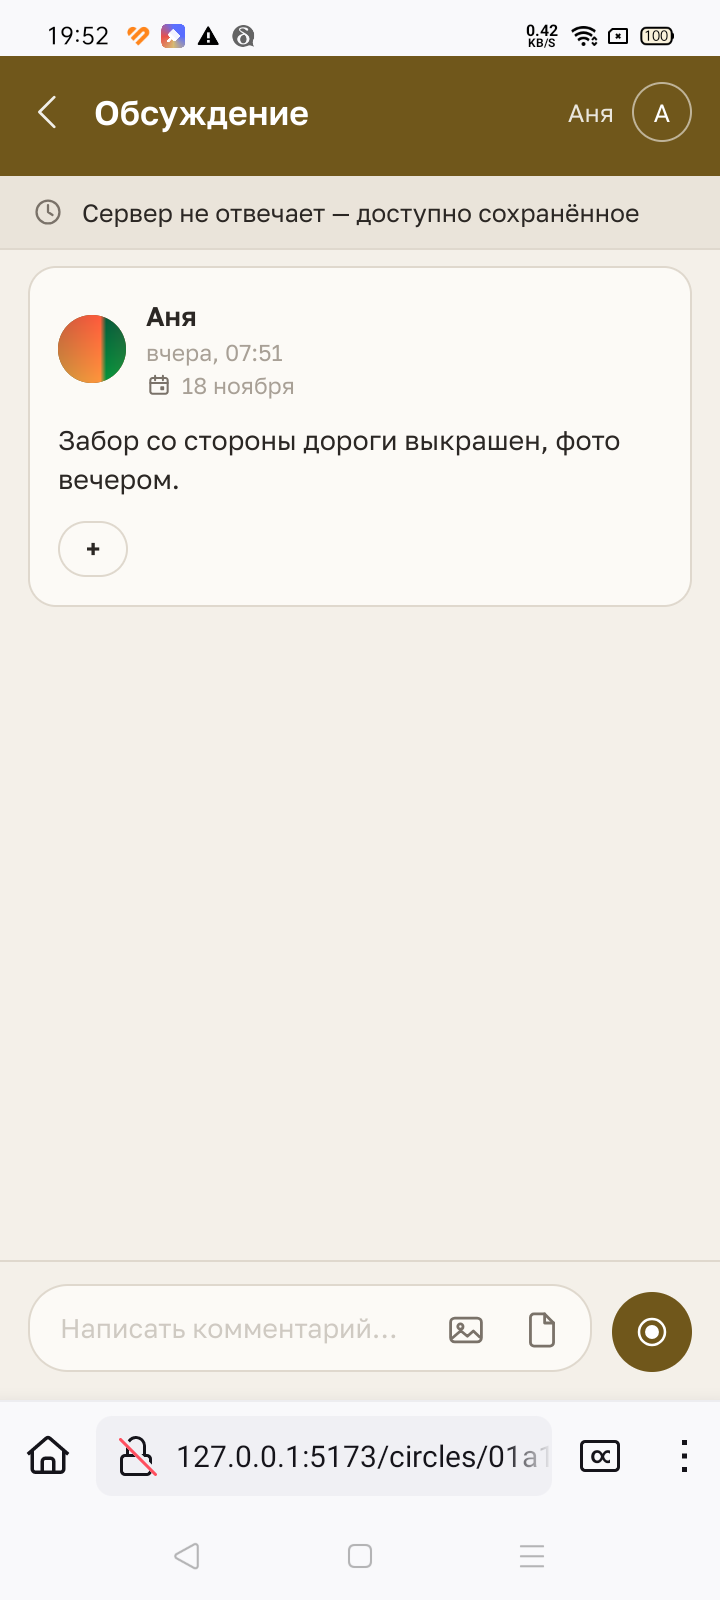 19:52
0.42
KB/S
100
Обсуждение
Аня
А
Сервер не отвечает — доступно сохранённое
Аня
вчера, 07:51
18 ноября
Забор со стороны дороги выкрашен, фото
вечером.
+
Написать комментарий...
127.0.0.1:5173/circles/01a1